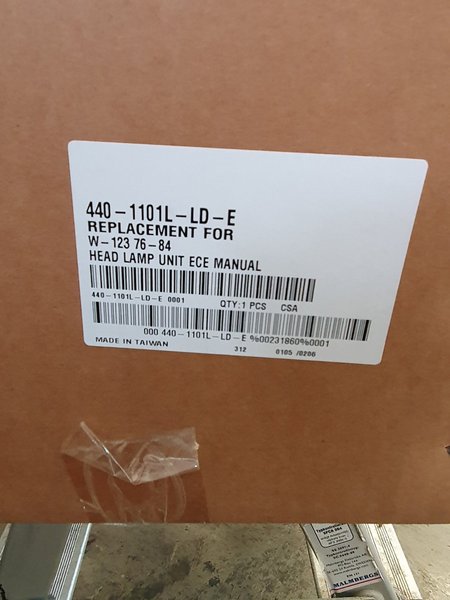 440-1101L-LD-E
REPLACEMENT FOR
W-123 76-84
HEAD LAMP UNIT ECE MANUAL
440-1101L-LD-E 0001 QTY:1 PCS CSA
000 440-1101L-LD-E %00231860%0001
MADE IN TAIWAN 312 0105 /0206
MALMBERGS